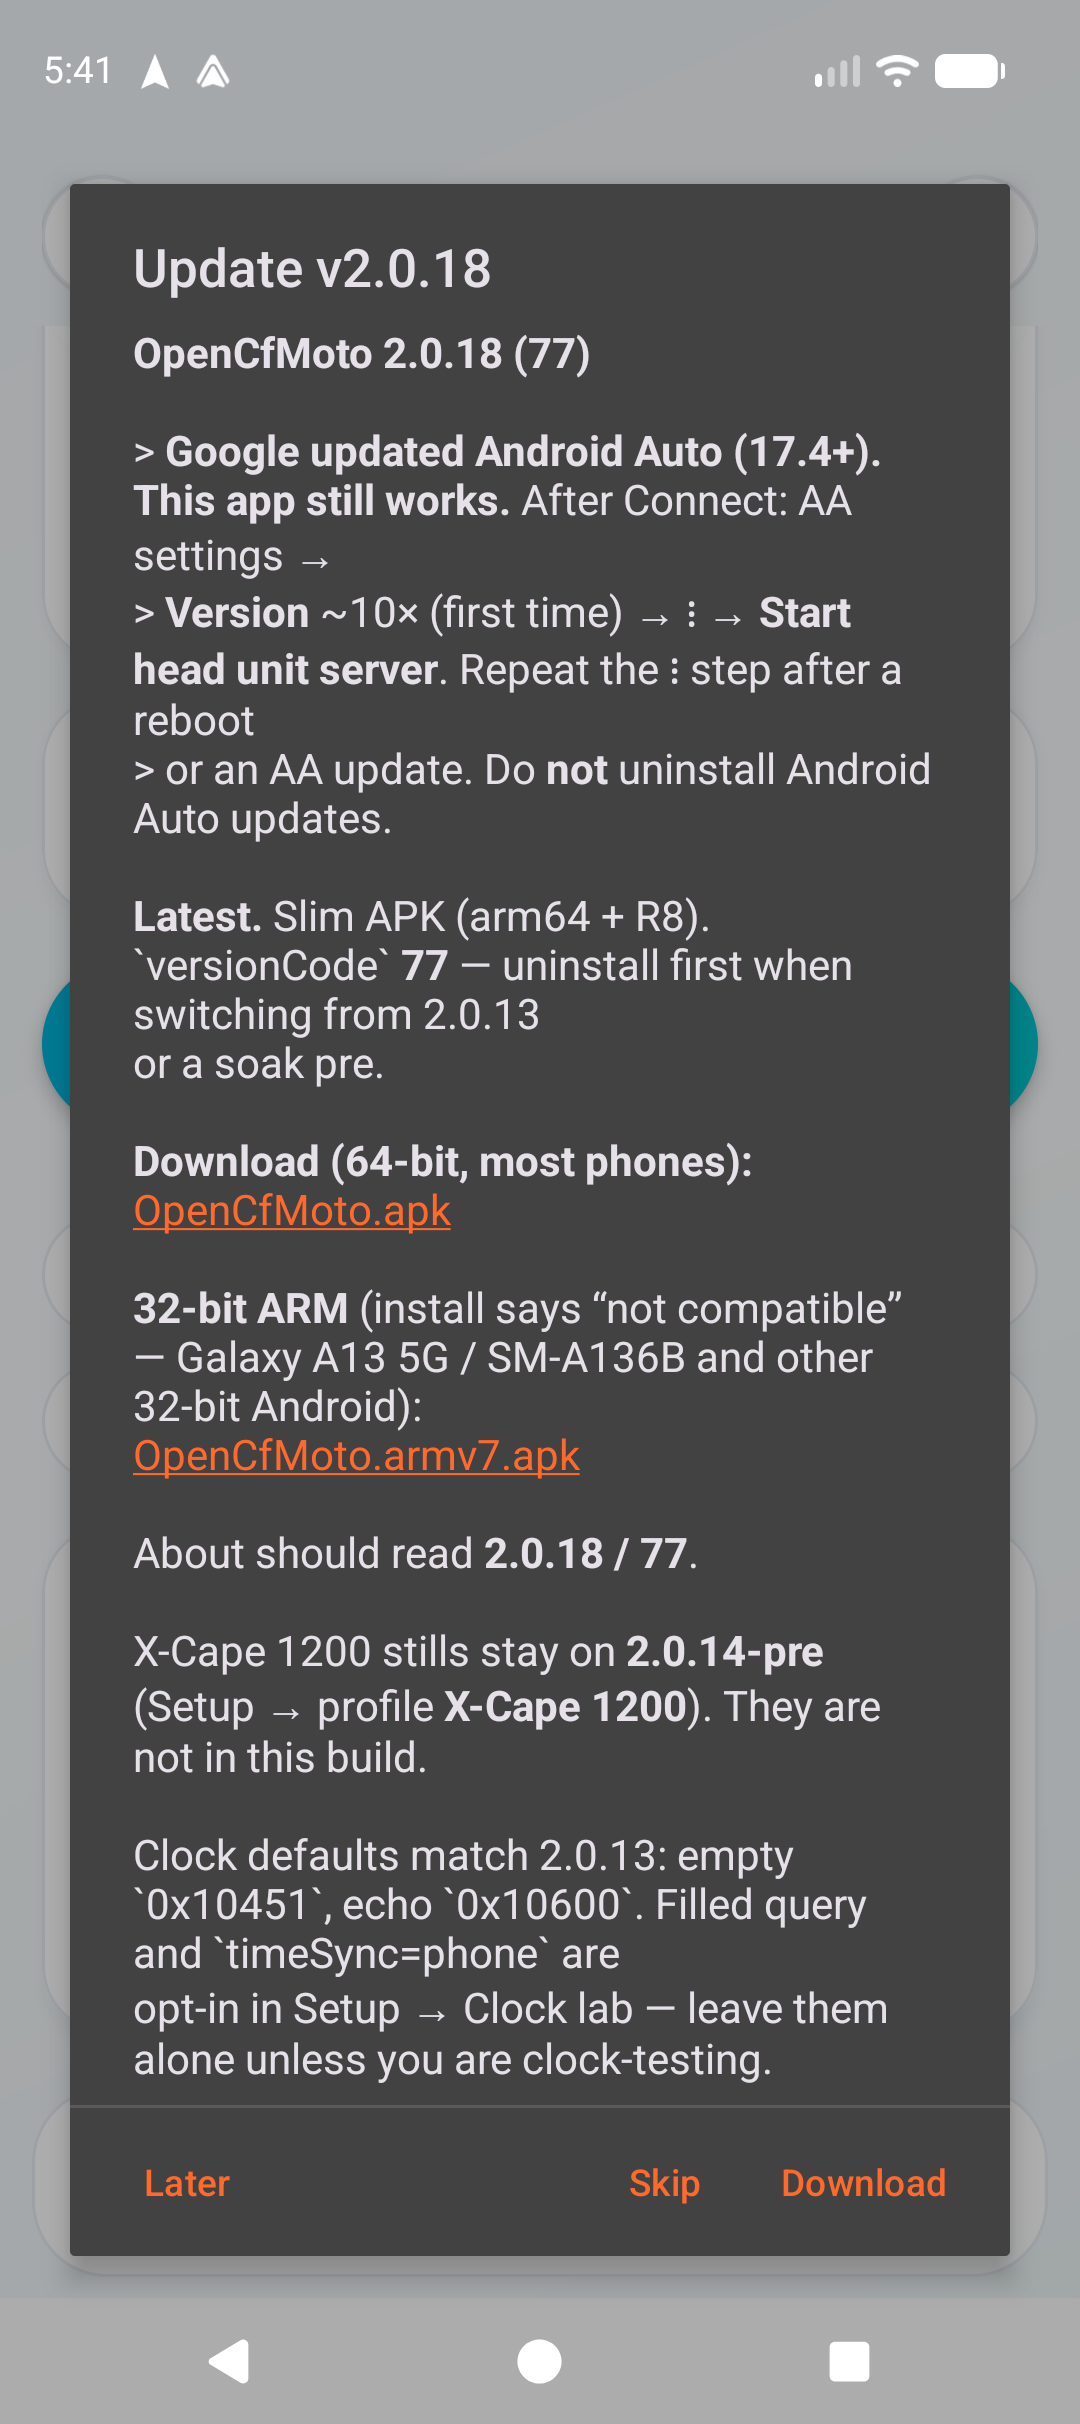 5:41
Update v2.0.18
OpenCfMoto 2.0.18 (77)
> Google updated Android Auto (17.4+).
This app still works. After Connect: AA
settings →
> Version ~10× (first time) → ⋮ → Start
head unit server. Repeat the ⋮ step after a
reboot
> or an AA update. Do not uninstall Android
Auto updates.
Latest. Slim APK (arm64 + R8).
`versionCode` 77 — uninstall first when
switching from 2.0.13
or a soak pre.
Download (64-bit, most phones):
OpenCfMoto.apk
32-bit ARM (install says “not compatible”
— Galaxy A13 5G / SM-A136B and other
32-bit Android):
OpenCfMoto.armv7.apk
About should read 2.0.18 / 77.
X-Cape 1200 stills stay on 2.0.14-pre
(Setup → profile X-Cape 1200). They are
not in this build.
Clock defaults match 2.0.13: empty
`0x10451`, echo `0x10600`. Filled query
and `timeSync=phone` are
opt-in in Setup → Clock lab — leave them
alone unless you are clock-testing.
Later Skip Download